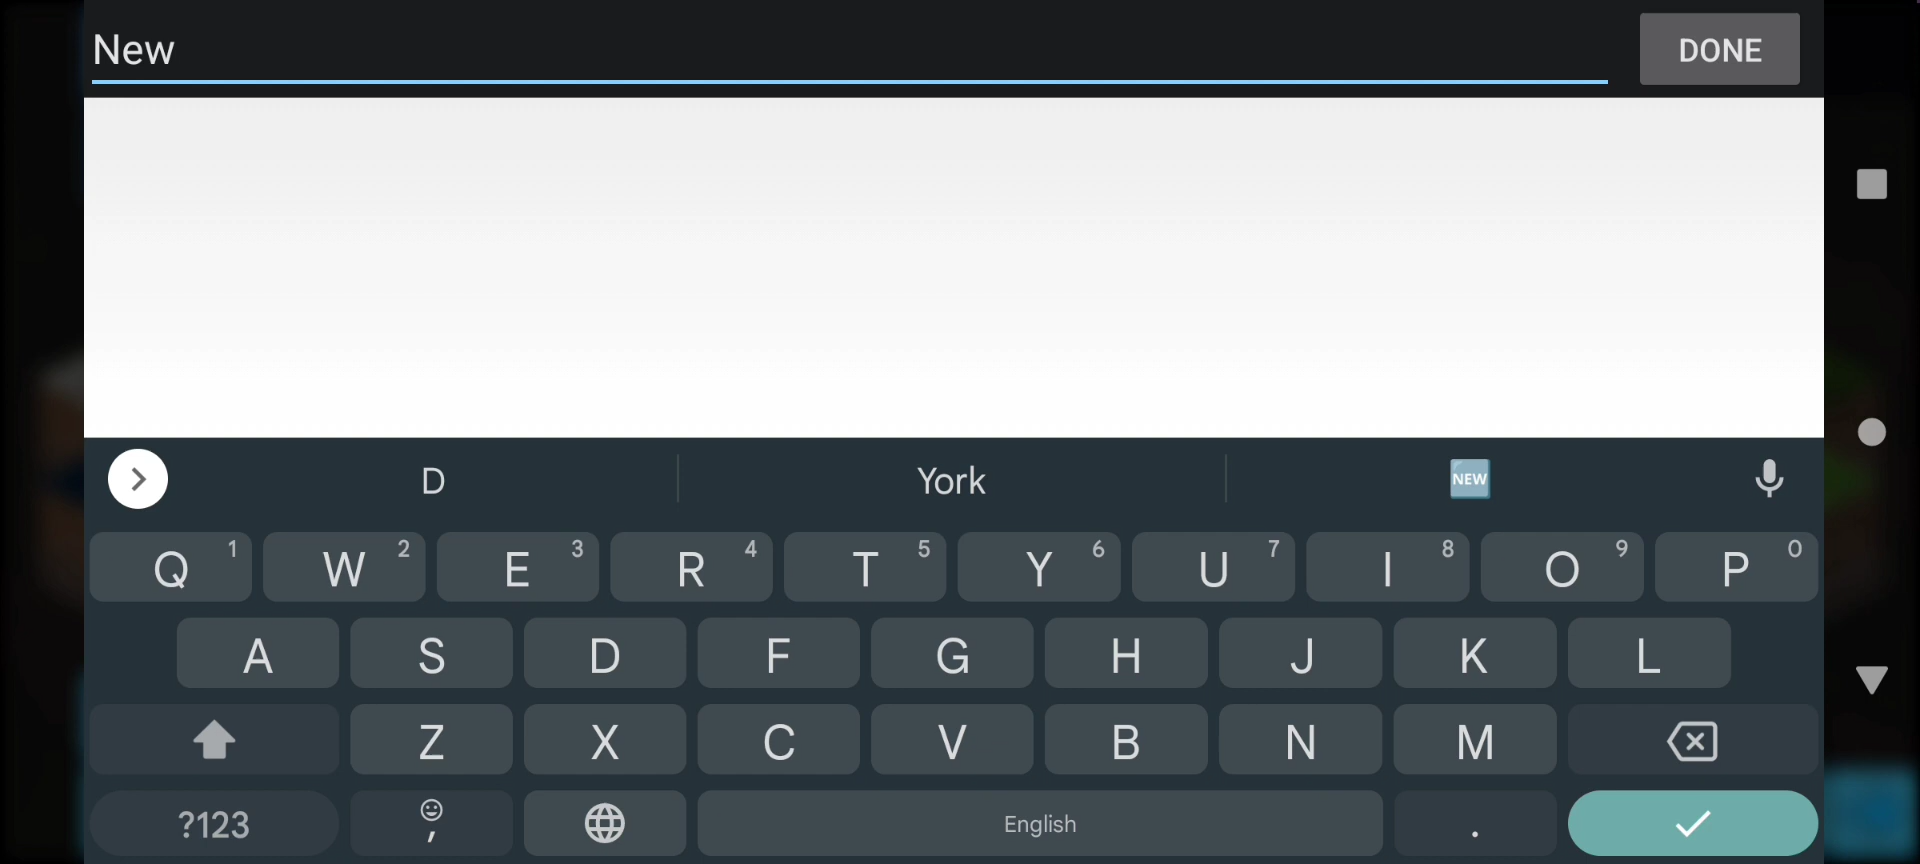 New
DONE
D York NEW
Q 1 W 2 E 3 R 4 T 5 Y 6 U 7 I 8 O 9 P 0
A S D F G H J K L
Z X C V B N M
?123 , English .